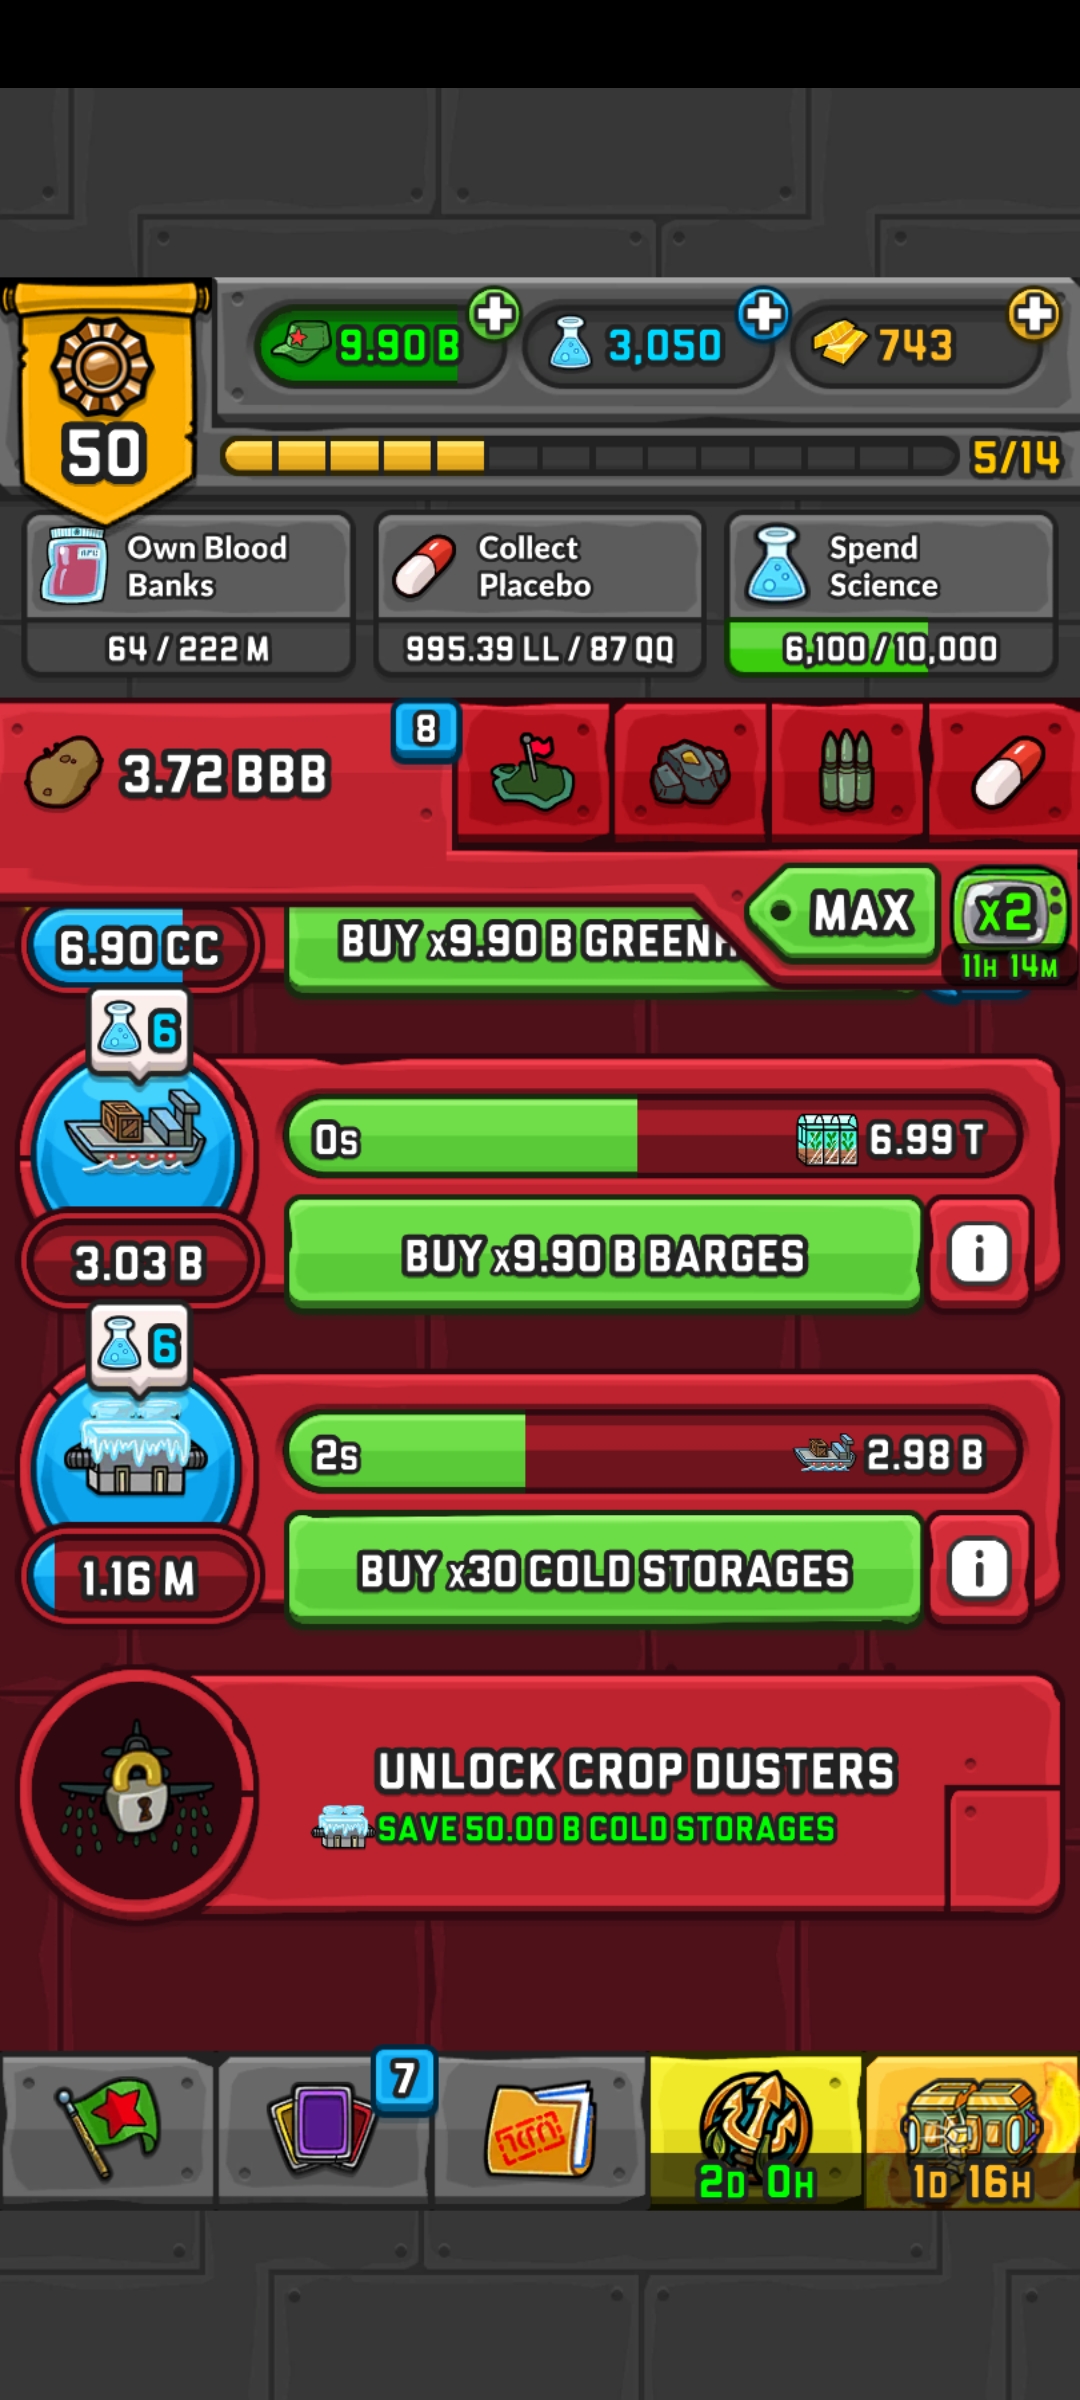 9.90 B
3,050
743
50
5/14
Own Blood
Banks
64 / 222 M
Collect
Placebo
995.39 LL / 87 QQ
Spend
Science
6,100 / 10,000
3.72 BBB
8
MAX
x2
11H 14M
6.90 CC
BUY x9.90 B GREENH
6
0s
6.99 T
3.03 B
BUY x9.90 B BARGES
i
6
2s
2.98 B
1.16 M
BUY x30 COLD STORAGES
i
UNLOCK CROP DUSTERS
SAVE 50.00 B COLD STORAGES
7
2D 0H
1D 16H